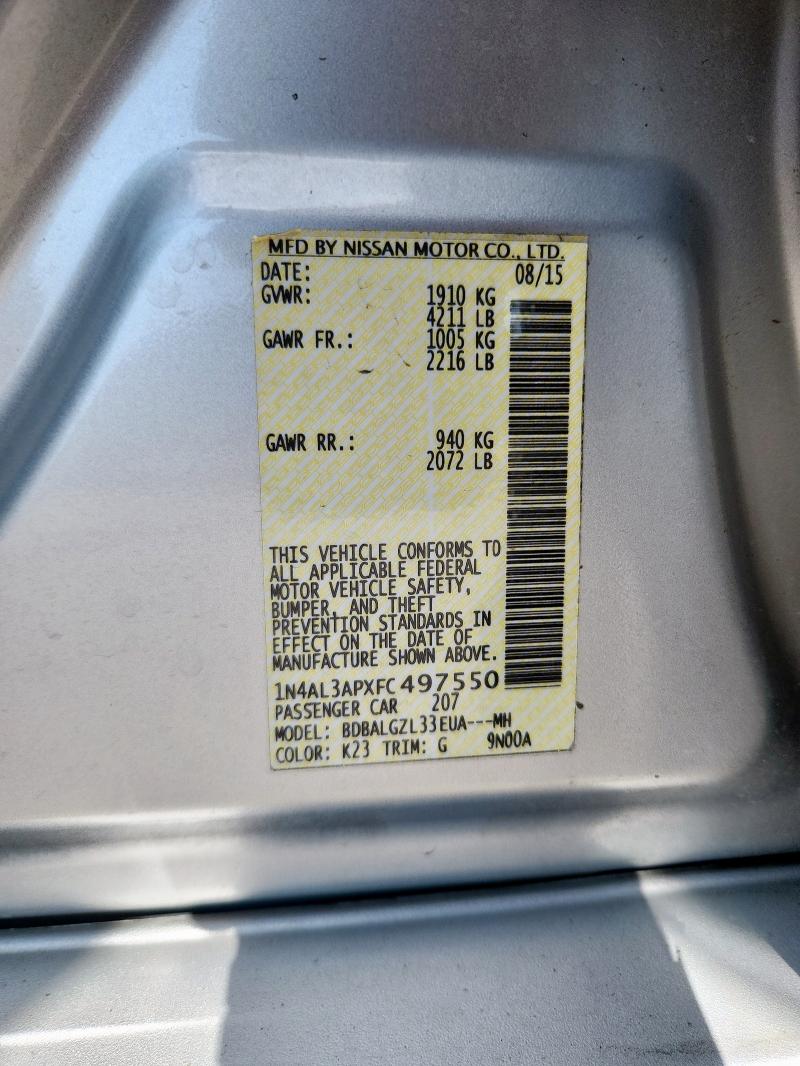 MFD BY NISSAN MOTOR CO., LTD.
DATE: 08/15
GVWR: 1910 KG
4211 LB
GAWR FR.: 1005 KG
2216 LB
GAWR RR.: 940 KG
2072 LB
THIS VEHICLE CONFORMS TO
ALL APPLICABLE FEDERAL
MOTOR VEHICLE SAFETY,
BUMPER, AND THEFT
PREVENTION STANDARDS IN
EFFECT ON THE DATE OF
MANUFACTURE SHOWN ABOVE.
1N4AL3APXFC497550
PASSENGER CAR 207
MODEL: BDBALGZL33EUA---MH
COLOR: K23 TRIM: G 9N00A